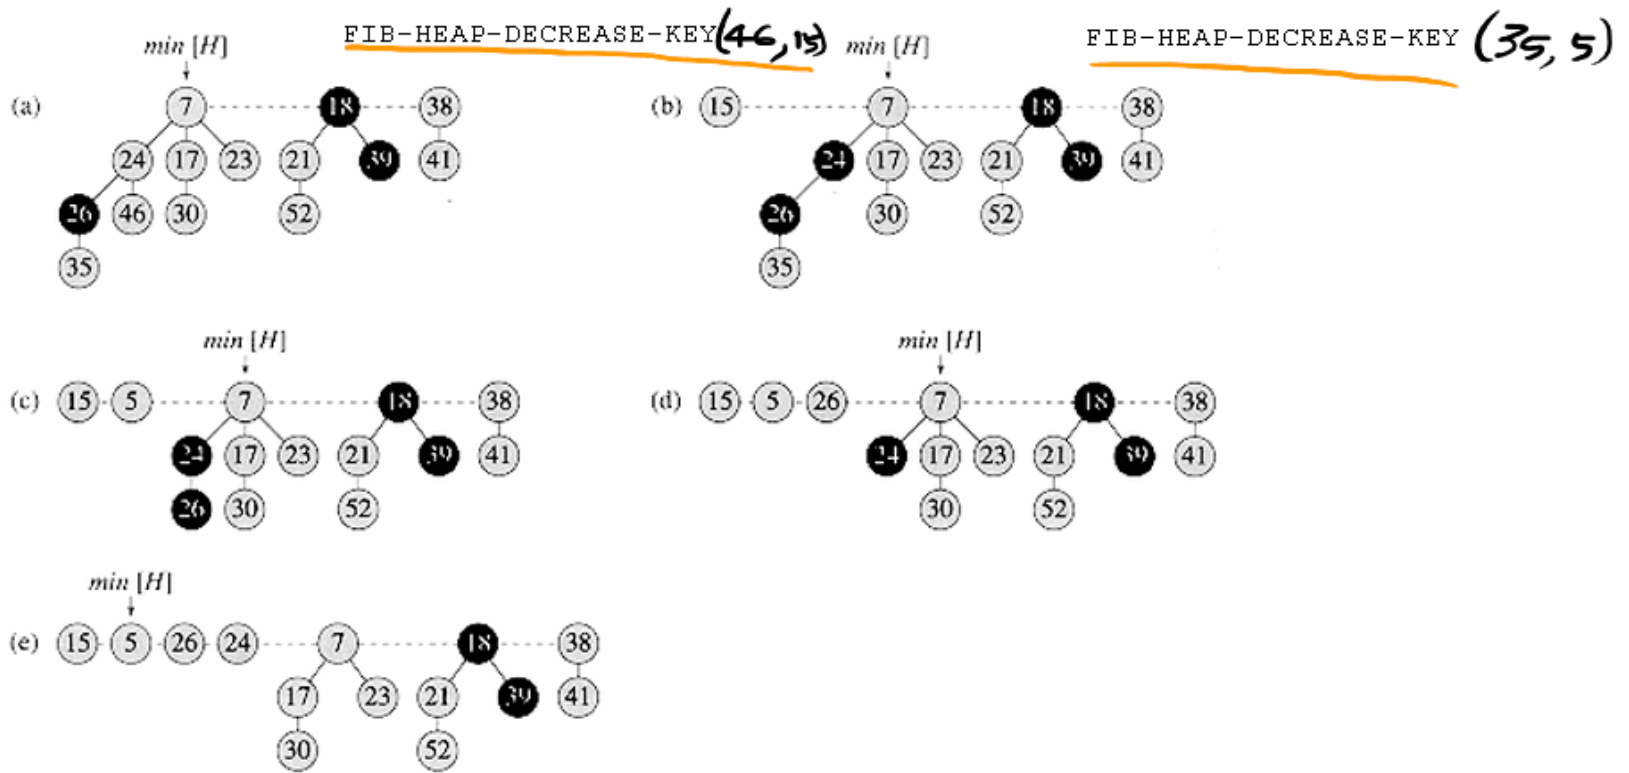 FIB-HEAP-DECREASE-KEY(46,15)
FIB-HEAP-DECREASE-KEY (35, 5)
min [H]
(a) 7 18 38
24 17 23 21 39 41
26 46 30 52
35
min [H]
(b) 15 7 18 38
24 17 23 21 39 41
26 30 52
35
min [H]
(c) 15 5 7 18 38
24 17 23 21 39 41
26 30 52
min [H]
(d) 15 5 26 7 18 38
24 17 23 21 39 41
30 52
min [H]
(e) 15 5 26 24 7 18 38
17 23 21 39 41
30 52